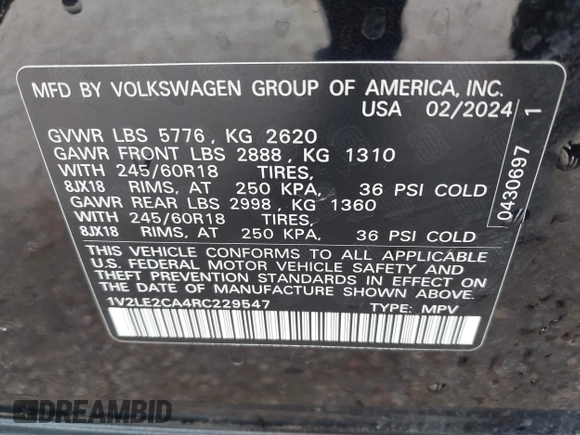 MFD BY VOLKSWAGEN GROUP OF AMERICA, INC.
USA 02/2024
GVWR LBS 5776, KG 2620
GAWR FRONT LBS 2888, KG 1310
WITH 245/60R18 TIRES,
8JX18 RIMS, AT 250 KPA, 36 PSI COLD
GAWR REAR LBS 2998, KG 1360
WITH 245/60R18 TIRES,
8JX18 RIMS, AT 250 KPA, 36 PSI COLD
THIS VEHICLE CONFORMS TO ALL APPLICABLE
U.S. FEDERAL MOTOR VEHICLE SAFETY AND
THEFT PREVENTION STANDARDS IN EFFECT ON
THE DATE OF MANUFACTURE SHOWN ABOVE.
1V2LE2CA4RC229547 TYPE: MPV
0430697 1
DREAMBID